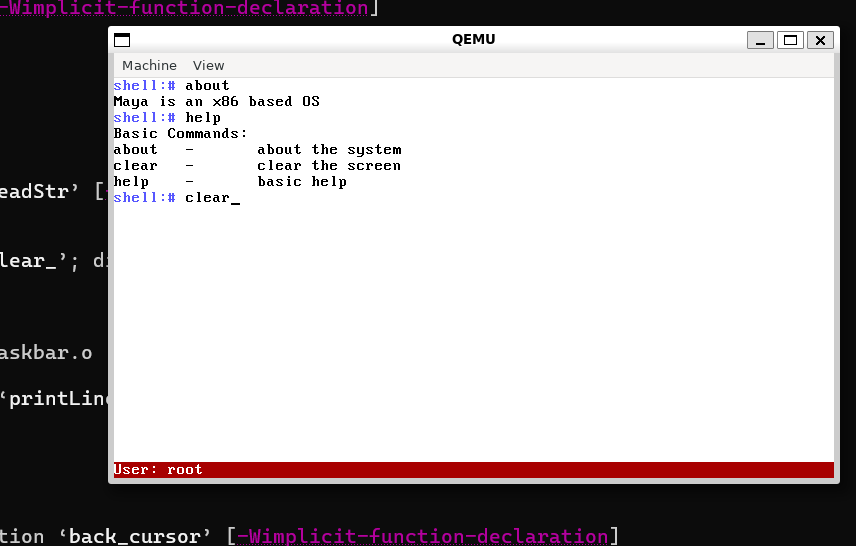 -Wimplicit-function-declaration]
QEMU
Machine View
shell:# about
Maya is an x86 based OS
shell:# help
Basic Commands:
about - about the system
clear - clear the screen
help - basic help
shell:# clear_
eadStr’ [-
lear_’; di
askbar.o
‘printLine
User: root
tion ‘back_cursor’ [-Wimplicit-function-declaration]